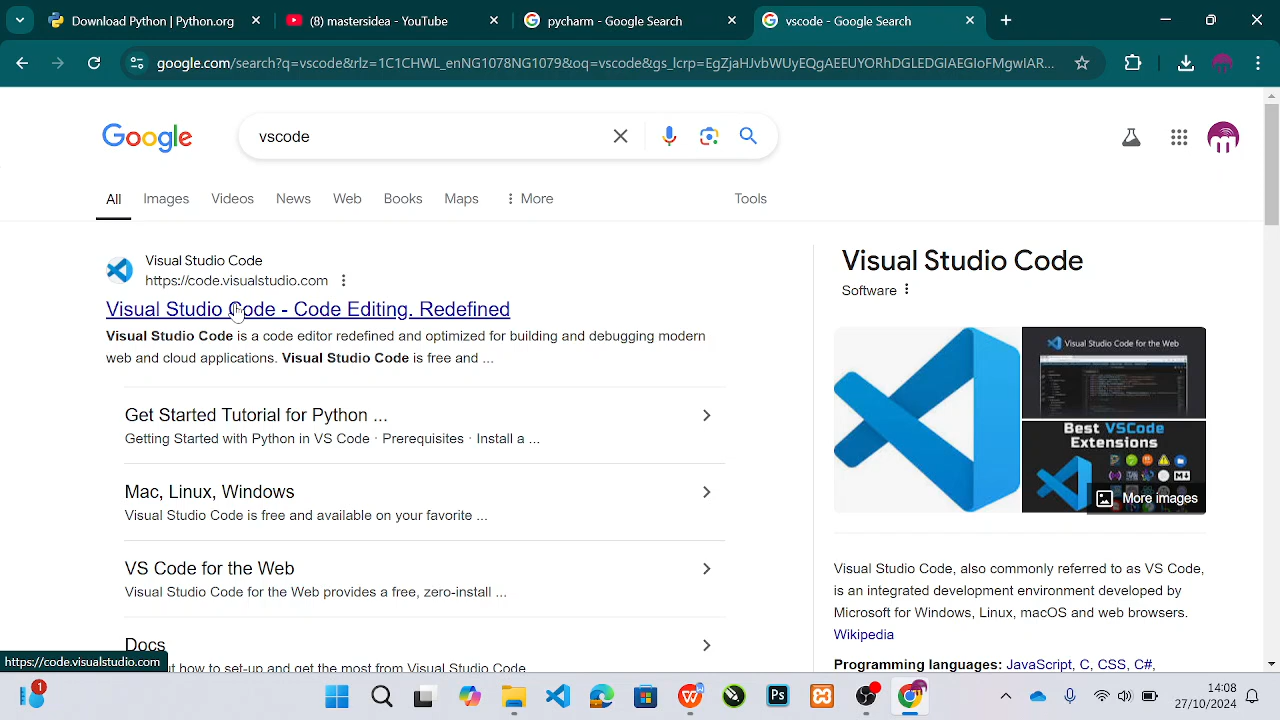 Download Python | Python.org
(8) mastersidea - YouTube
pycharm - Google Search
vscode - Google Search
google.com/search?q=vscode&rlz=1C1CHWL_enNG1078NG1079&oq=vscode&gs_lcrp=EgZjaHJvbWUyEQgAEEUYORhDGLEDGIAEGIoFMgwIAR...
Google
vscode
All
Images
Videos
News
Web
Books
Maps
More
Tools
Visual Studio Code
https://code.visualstudio.com
Visual Studio Code - Code Editing. Redefined
Visual Studio Code is a code editor redefined and optimized for building and debugging modern
web and cloud applications. Visual Studio Code is free and ...
Get Started Tutorial for Python ...
Getting Started with Python in VS Code · Prerequisites · Install a ...
Mac, Linux, Windows
Visual Studio Code is free and available on your favorite ...
VS Code for the Web
Visual Studio Code for the Web provides a free, zero-install ...
Docs
ut how to set-up and get the most from Visual Studio Code.
Visual Studio Code
Software
Visual Studio Code for the Web
Best VSCode
Extensions
More images
Visual Studio Code, also commonly referred to as VS Code,
is an integrated development environment developed by
Microsoft for Windows, Linux, macOS and web browsers.
Wikipedia
Programming languages: JavaScript, C, CSS, C#,
https://code.visualstudio.com
1
W
Ps
14:08
27/10/2024